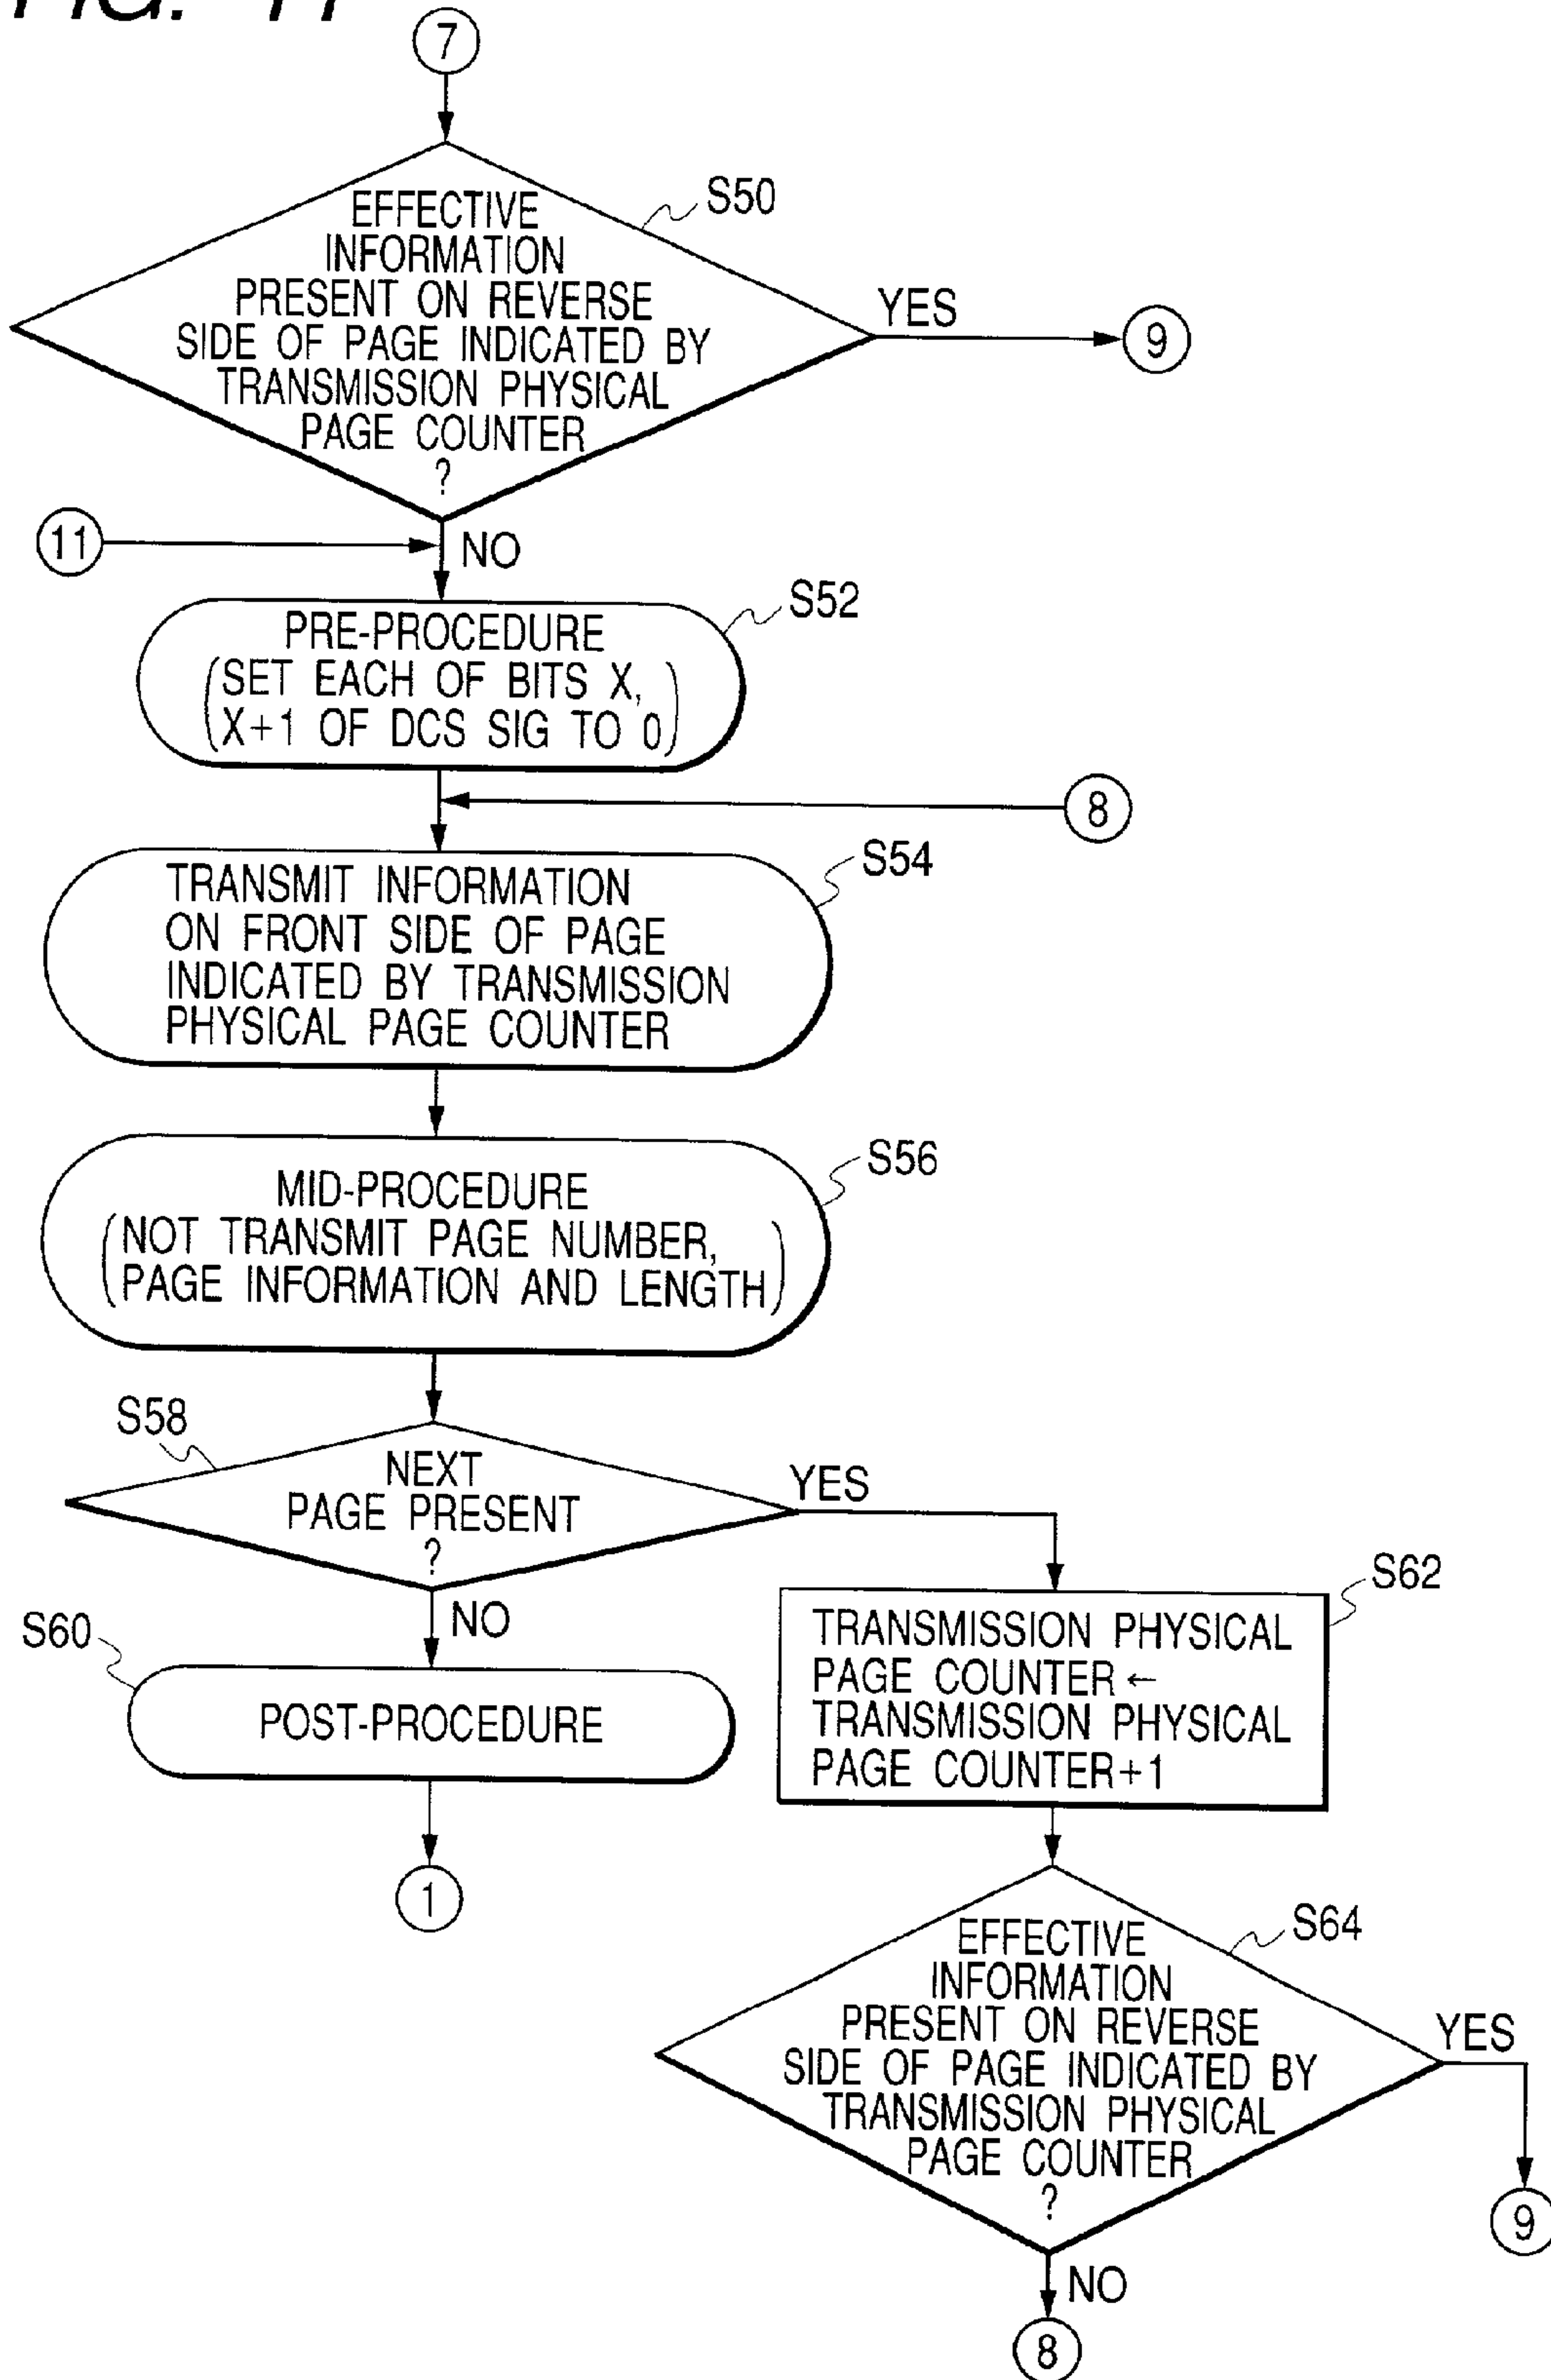 7
EFFECTIVE
INFORMATION
PRESENT ON REVERSE
SIDE OF PAGE INDICATED BY
TRANSMISSION PHYSICAL
PAGE COUNTER
?
S50
YES
9
11
NO
PRE-PROCEDURE
(SET EACH OF BITS X,
X+1 OF DCS SIG TO 0)
S52
8
TRANSMIT INFORMATION
ON FRONT SIDE OF PAGE
INDICATED BY TRANSMISSION
PHYSICAL PAGE COUNTER
S54
MID-PROCEDURE
(NOT TRANSMIT PAGE NUMBER,
PAGE INFORMATION AND LENGTH)
S56
S58
NEXT
PAGE PRESENT
?
YES
NO
S60
POST-PROCEDURE
1
S62
TRANSMISSION PHYSICAL
PAGE COUNTER ←
TRANSMISSION PHYSICAL
PAGE COUNTER+1
EFFECTIVE
INFORMATION
PRESENT ON REVERSE
SIDE OF PAGE INDICATED BY
TRANSMISSION PHYSICAL
PAGE COUNTER
?
S64
YES
9
NO
8